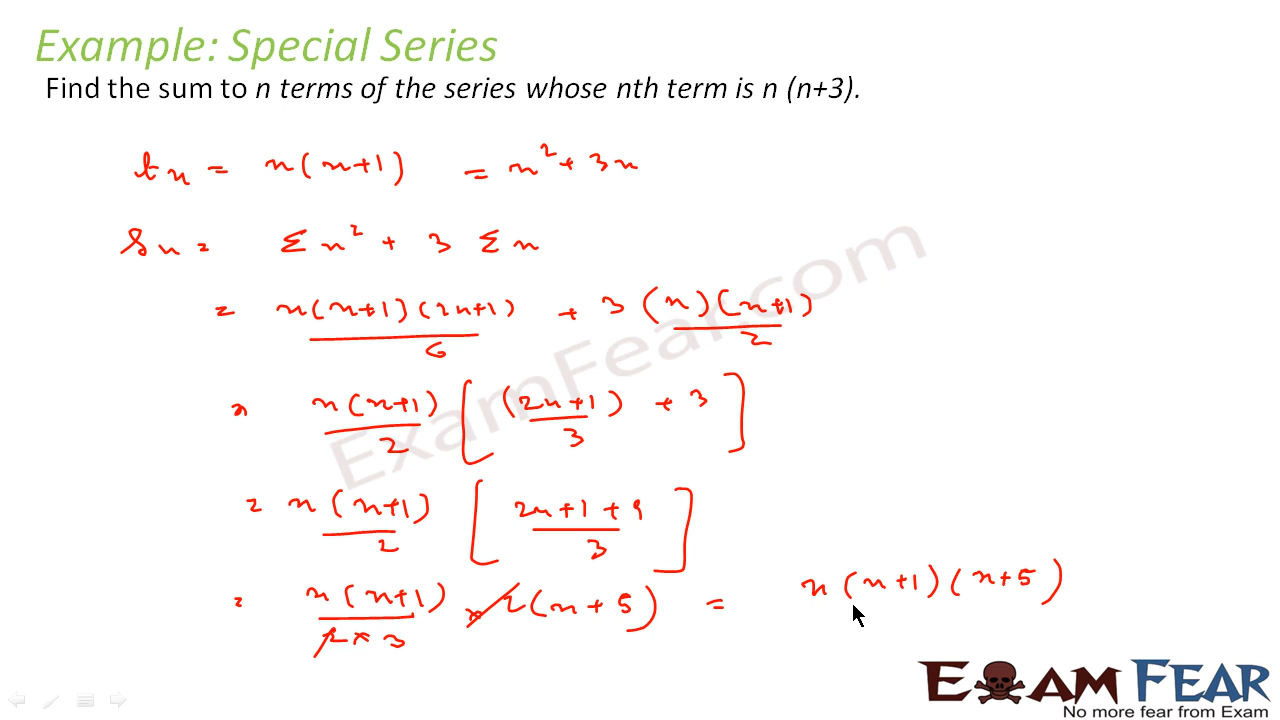 Example: Special Series
Find the sum to n terms of the series whose nth term is n (n+3).
tn = n(n+1) = n² + 3n
Sn = Σn² + 3 Σn
= n(n+1)(2n+1)/6 + 3 (n)(n+1)/2
= n(n+1)/2 [ (2n+1)/3 + 3 ]
= n(n+1)/2 [ 2n+1+9/3 ]
= n(n+1)/2×3 × 2(n+5) = n(n+1)(n+5)
ExamFear.com
EXAM FEAR
No more fear from Exam